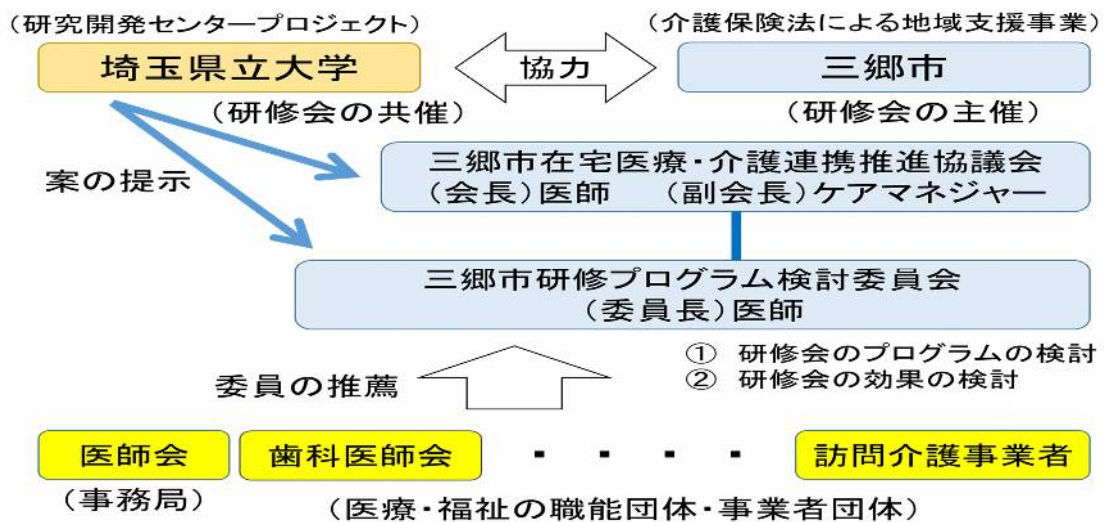 (研究開発センタープロジェクト)
(介護保険法による地域支援事業)
埼玉県立大学
協力
三郷市
(研修会の共催)
(研修会の主催)
案の提示
三郷市在宅医療・介護連携推進協議会
(会長)医師 (副会長)ケアマネジャー
三郷市研修プログラム検討委員会
(委員長)医師
① 研修会のプログラムの検討
② 研修会の効果の検討
委員の推薦
医師会
歯科医師会
・ ・ ・ ・
訪問介護事業者
(事務局)
(医療・福祉の職能団体・事業者団体)